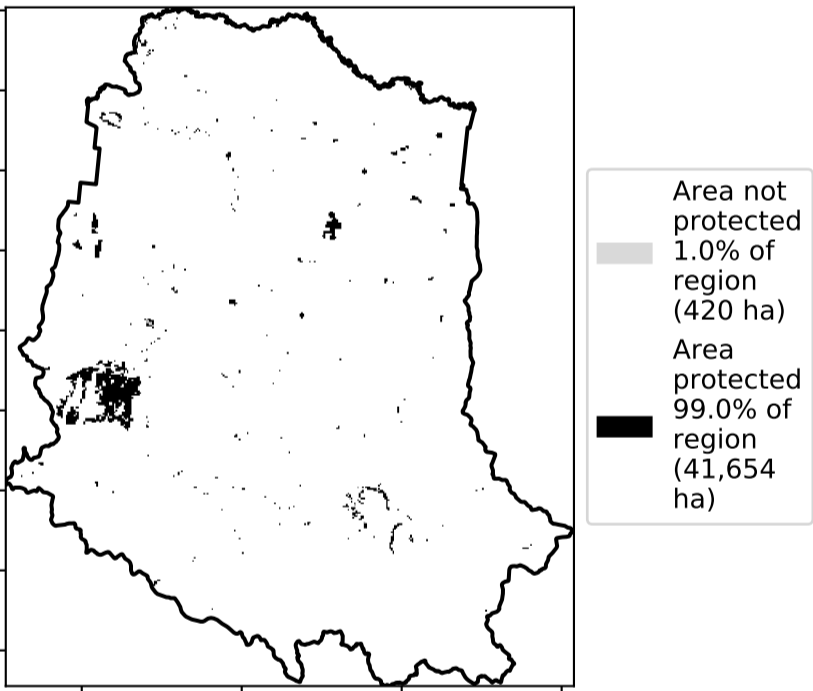 Area not
protected
1.0% of
region
(420 ha)
Area
protected
99.0% of
region
(41,654
ha)